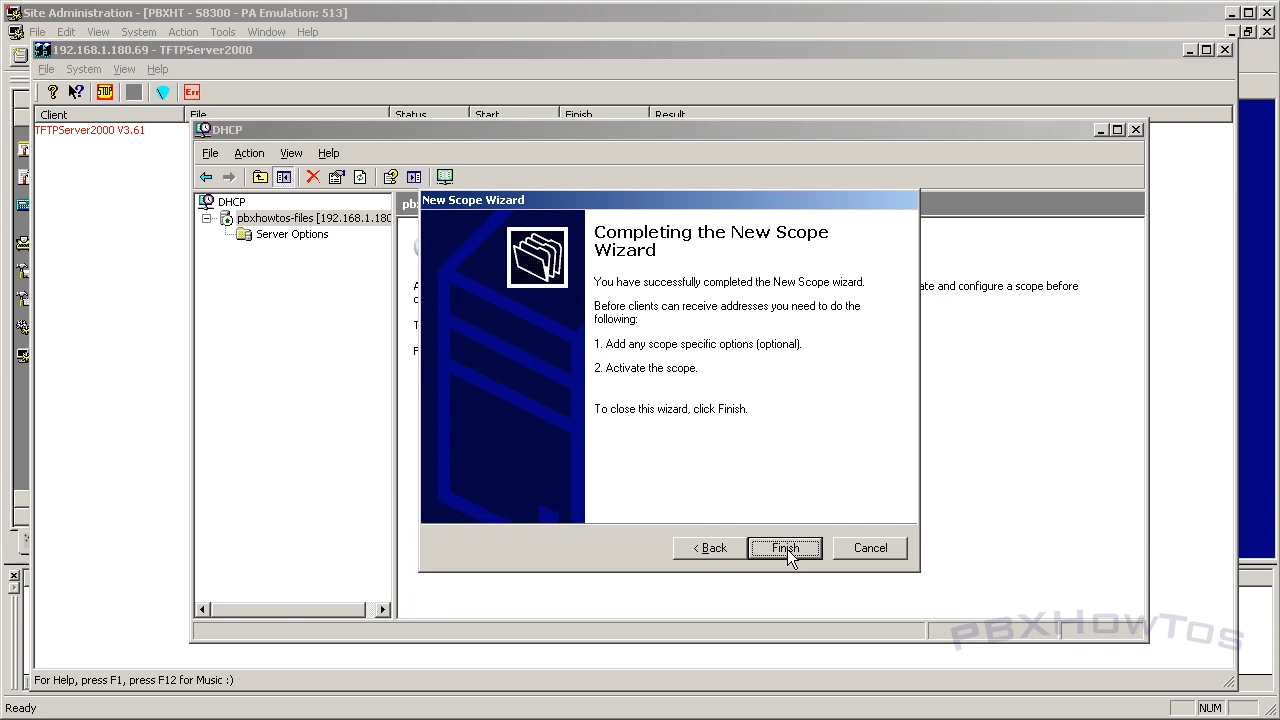 Site Administration - [PBXHT - S8300 - PA Emulation: 513]
File Edit View System Action Tools Window Help
192.168.1.180.69 - TFTPServer2000
File System View Help
STOP Err
Client File Status Start Finish Result
TFTPServer2000 V3.61
DHCP
File Action View Help
DHCP
pbxhowtos-files [192.168.1.180
Server Options
New Scope Wizard
Completing the New Scope
Wizard
You have successfully completed the New Scope wizard.
Before clients can receive addresses you need to do the
following:
1. Add any scope specific options (optional).
2. Activate the scope.
To close this wizard, click Finish.
ate and configure a scope before
< Back Finish Cancel
PBXHowTos
For Help, press F1, press F12 for Music :)
Ready NUM